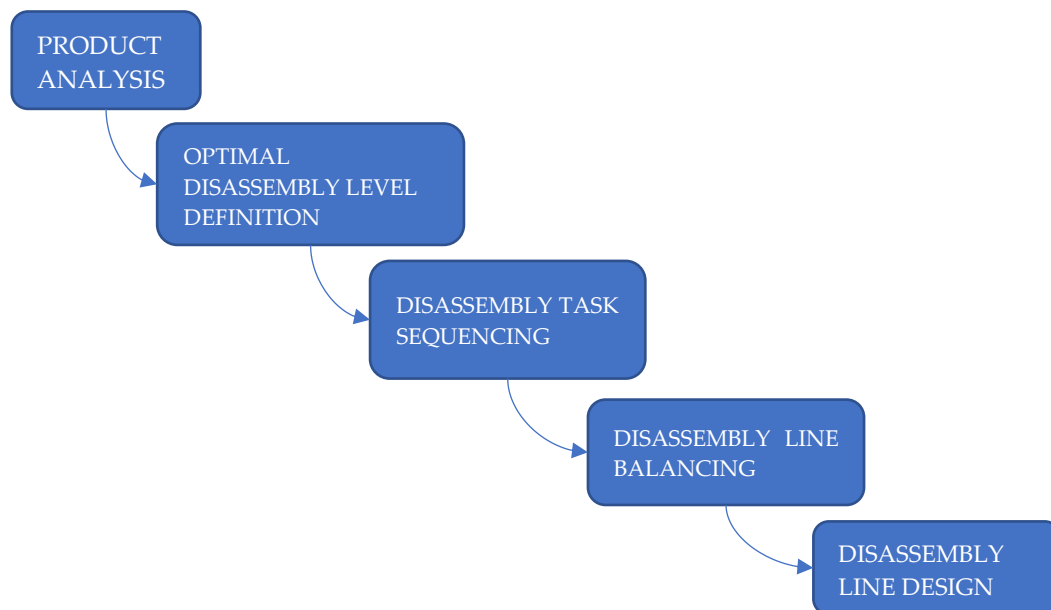 PRODUCT
ANALYSIS
OPTIMAL
DISASSEMBLY LEVEL
DEFINITION
DISASSEMBLY TASK
SEQUENCING
DISASSEMBLY LINE
BALANCING
DISASSEMBLY
LINE DESIGN